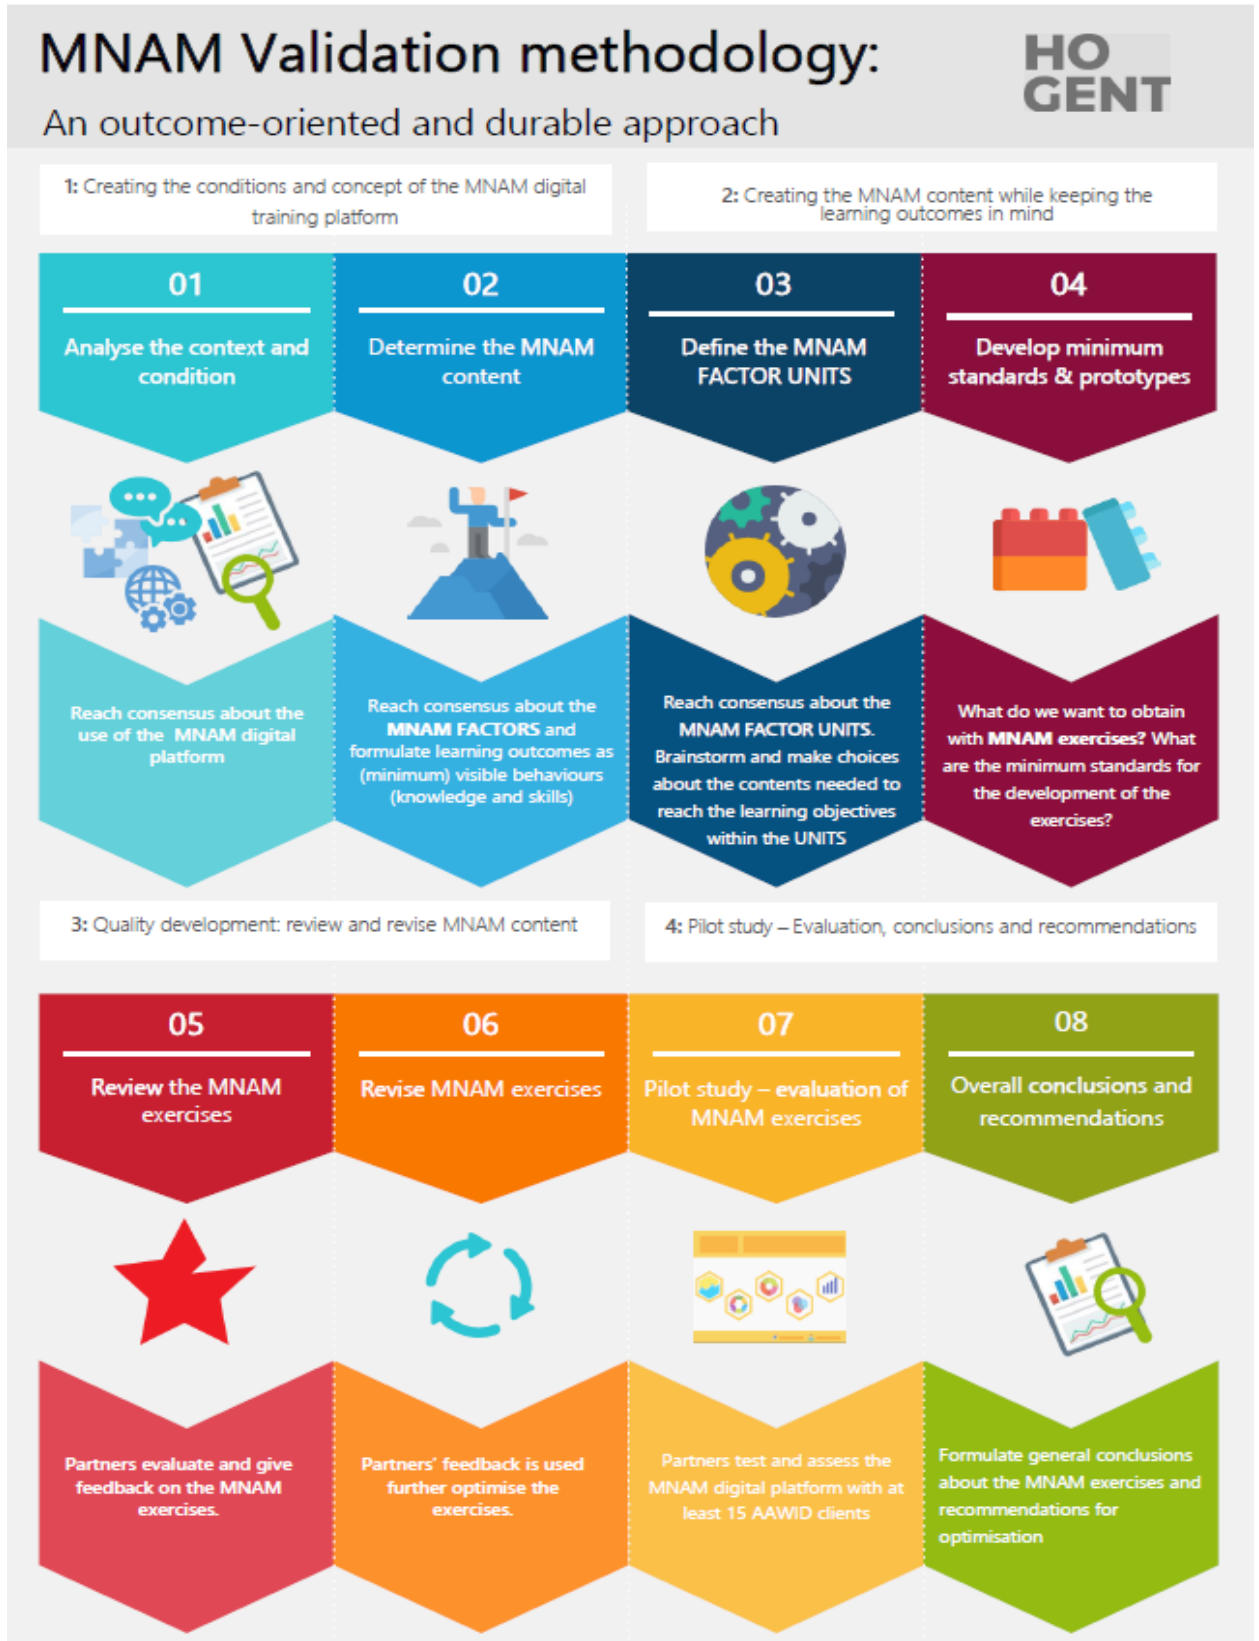 MNAM Validation methodology:
An outcome-oriented and durable approach
HO
GENT
1: Creating the conditions and concept of the MNAM digital
training platform
2: Creating the MNAM content while keeping the
learning outcomes in mind
01
Analyse the context and
condition
02
Determine the MNAM
content
03
Define the MNAM
FACTOR UNITS
04
Develop minimum
standards & prototypes
Reach consensus about the
use of the MNAM digital
platform
Reach consensus about the
MNAM FACTORS and
formulate learning outcomes as
(minimum) visible behaviours
(knowledge and skills)
Reach consensus about the
MNAM FACTOR UNITS.
Brainstorm and make choices
about the contents needed to
reach the learning objectives
within the UNITS
What do we want to obtain
with MNAM exercises? What
are the minimum standards for
the development of the
exercises?
3: Quality development: review and revise MNAM content
4: Pilot study – Evaluation, conclusions and recommendations
05
Review the MNAM
exercises
06
Revise MNAM exercises
07
Pilot study – evaluation of
MNAM exercises
08
Overall conclusions and
recommendations
Partners evaluate and give
feedback on the MNAM
exercises.
Partners' feedback is used
further optimise the
exercises.
Partners test and assess the
MNAM digital platform with at
least 15 AAWID clients
Formulate general conclusions
about the MNAM exercises and
recommendations for
optimisation